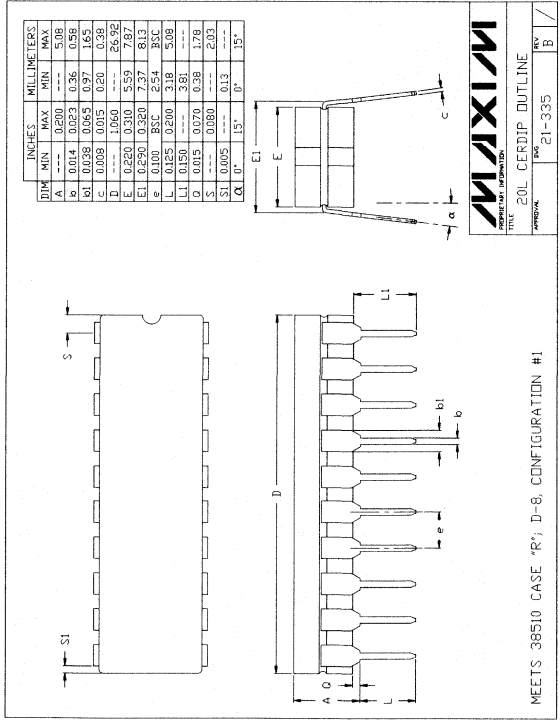 INCHES MILLIMETERS
DIM MIN MAX MIN MAX
A --- 0.200 --- 5.08
b 0.014 0.023 0.36 0.58
b1 0.038 0.065 0.97 1.65
c 0.008 0.015 0.20 0.38
D --- 1.060 --- 26.92
E 0.220 0.310 5.59 7.87
E1 0.290 0.320 7.37 8.13
e 0.100 BSC 2.54 BSC
L 0.125 0.200 3.18 5.08
L1 0.150 --- 3.81 ---
Q 0.015 0.070 0.38 1.78
S --- 0.080 --- 2.03
S1 0.005 --- 0.13 ---
α 0° 15° 0° 15°
S1
S
D
E1
E
A
Q
L
e
b1
b
L1
α
c
MEETS 38510 CASE "R"; D-8, CONFIGURATION #1
MAXIM
PROPRIETARY INFORMATION
TITLE
20L CERDIP OUTLINE
APPROVAL
DWG
21-335
REV
B